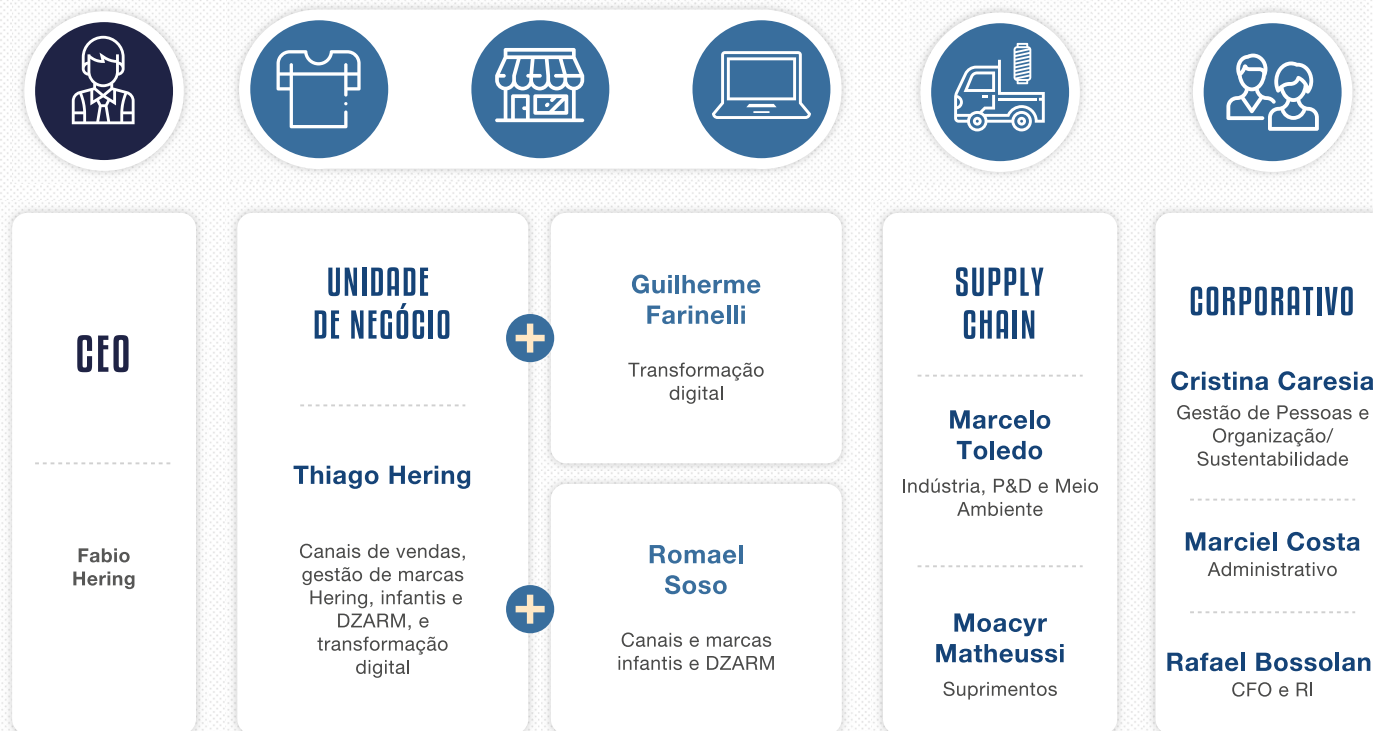 CEO
Fabio
Hering
UNIDADE
DE NEGÓCIO
Thiago Hering
Canais de vendas,
gestão de marcas
Hering, infantis e
DZARM, e
transformação
digital
Guilherme
Farinelli
Transformação
digital
Romael
Soso
Canais e marcas
infantis e DZARM
SUPPLY
CHAIN
Marcelo
Toledo
Indústria, P&D e Meio
Ambiente
Moacyr
Matheussi
Suprimentos
CORPORATIVO
Cristina Caresia
Gestão de Pessoas e
Organização/
Sustentabilidade
Marciel Costa
Administrativo
Rafael Bossolan
CFO e RI